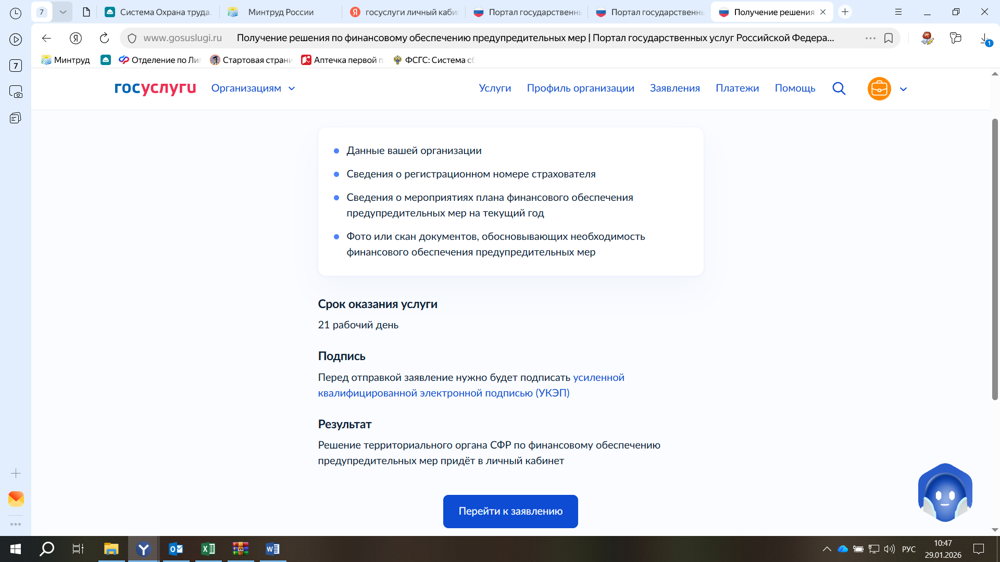 7
Система Охрана труда.
Минтруд России
госуслуги личный каби
Портал государственнь
Портал государственнь
Получение решения
www.gosuslugi.ru
Получение решения по финансовому обеспечению предупредительных мер | Портал государственных услуг Российской Федера...
1
7
Минтруд
Отделение по Ли
Стартовая страни
Аптечка первой п
ФСГС: Система сб
госуслуги
Организациям
Услуги
Профиль организации
Заявления
Платежи
Помощь
Данные вашей организации
Сведения о регистрационном номере страхователя
Сведения о мероприятиях плана финансового обеспечения
предупредительных мер на текущий год
Фото или скан документов, обосновывающих необходимость
финансового обеспечения предупредительных мер
Срок оказания услуги
21 рабочий день
Подпись
Перед отправкой заявление нужно будет подписать усиленной
квалифицированной электронной подписью (УКЭП)
Результат
Решение территориального органа СФР по финансовому обеспечению
предупредительных мер придёт в личный кабинет
Перейти к заявлению
РУС
10:47
29.01.2026